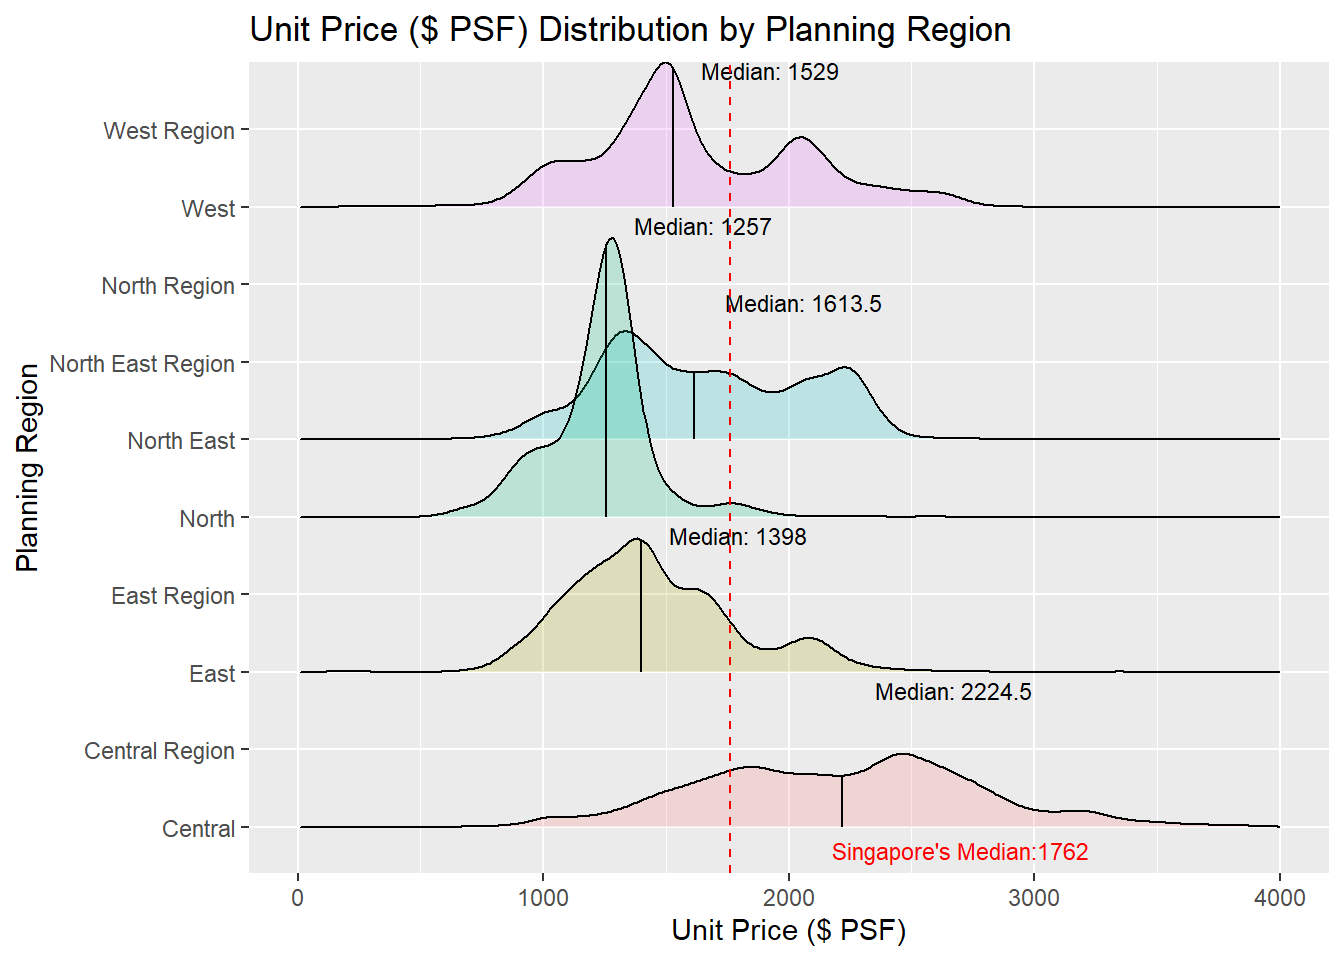 Unit Price ($ PSF) Distribution by Planning Region
Median: 1529
West Region
West
Median: 1257
North Region
Median: 1613.5
North East Region
North East
North
Median: 1398
East Region
East
Median: 2224.5
Central Region
Central
Singapore's Median:1762
Planning Region
0 1000 2000 3000 4000
Unit Price ($ PSF)